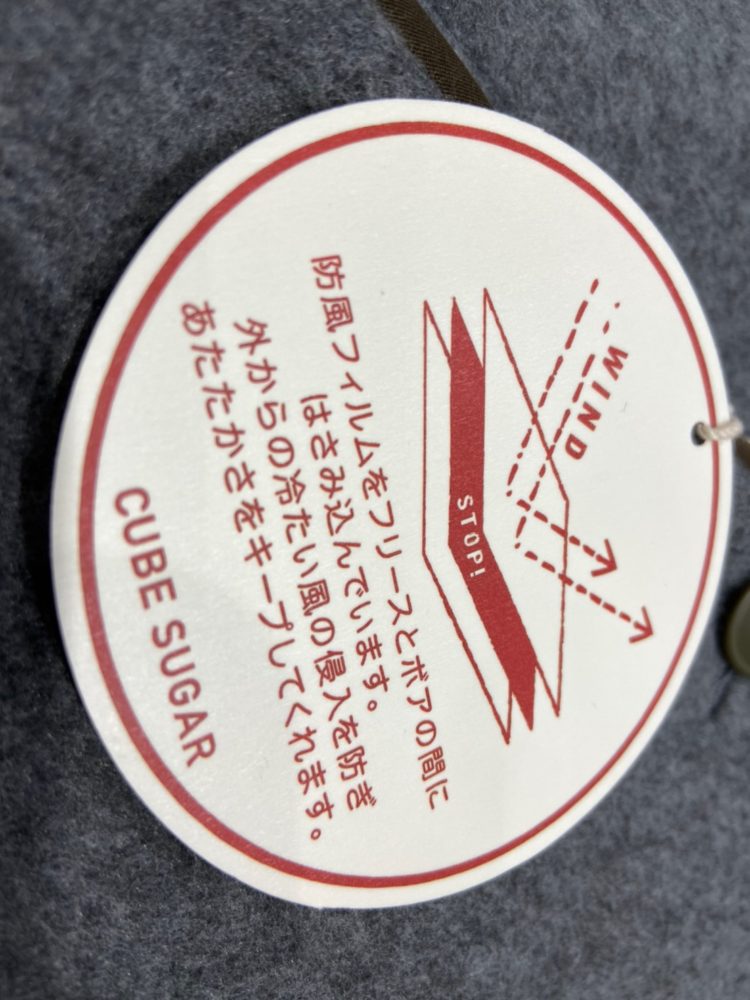 WIND
STOP!
防風フィルムをフリースとボアの間に
はさみ込んでいます。
外からの冷たい風の侵入を防ぎ
あたたかさをキープしてくれます。
CUBE SUGAR